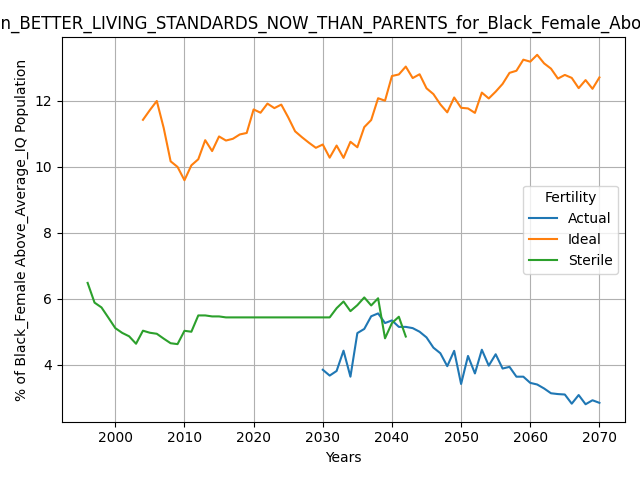 n_BETTER_LIVING_STANDARDS_NOW_THAN_PARENTS_for_Black_Female_Abo
% of Black_Female Above_Average_IQ Population
12
10
8
6
4
Fertility
Actual
Ideal
Sterile
2000 2010 2020 2030 2040 2050 2060 2070
Years